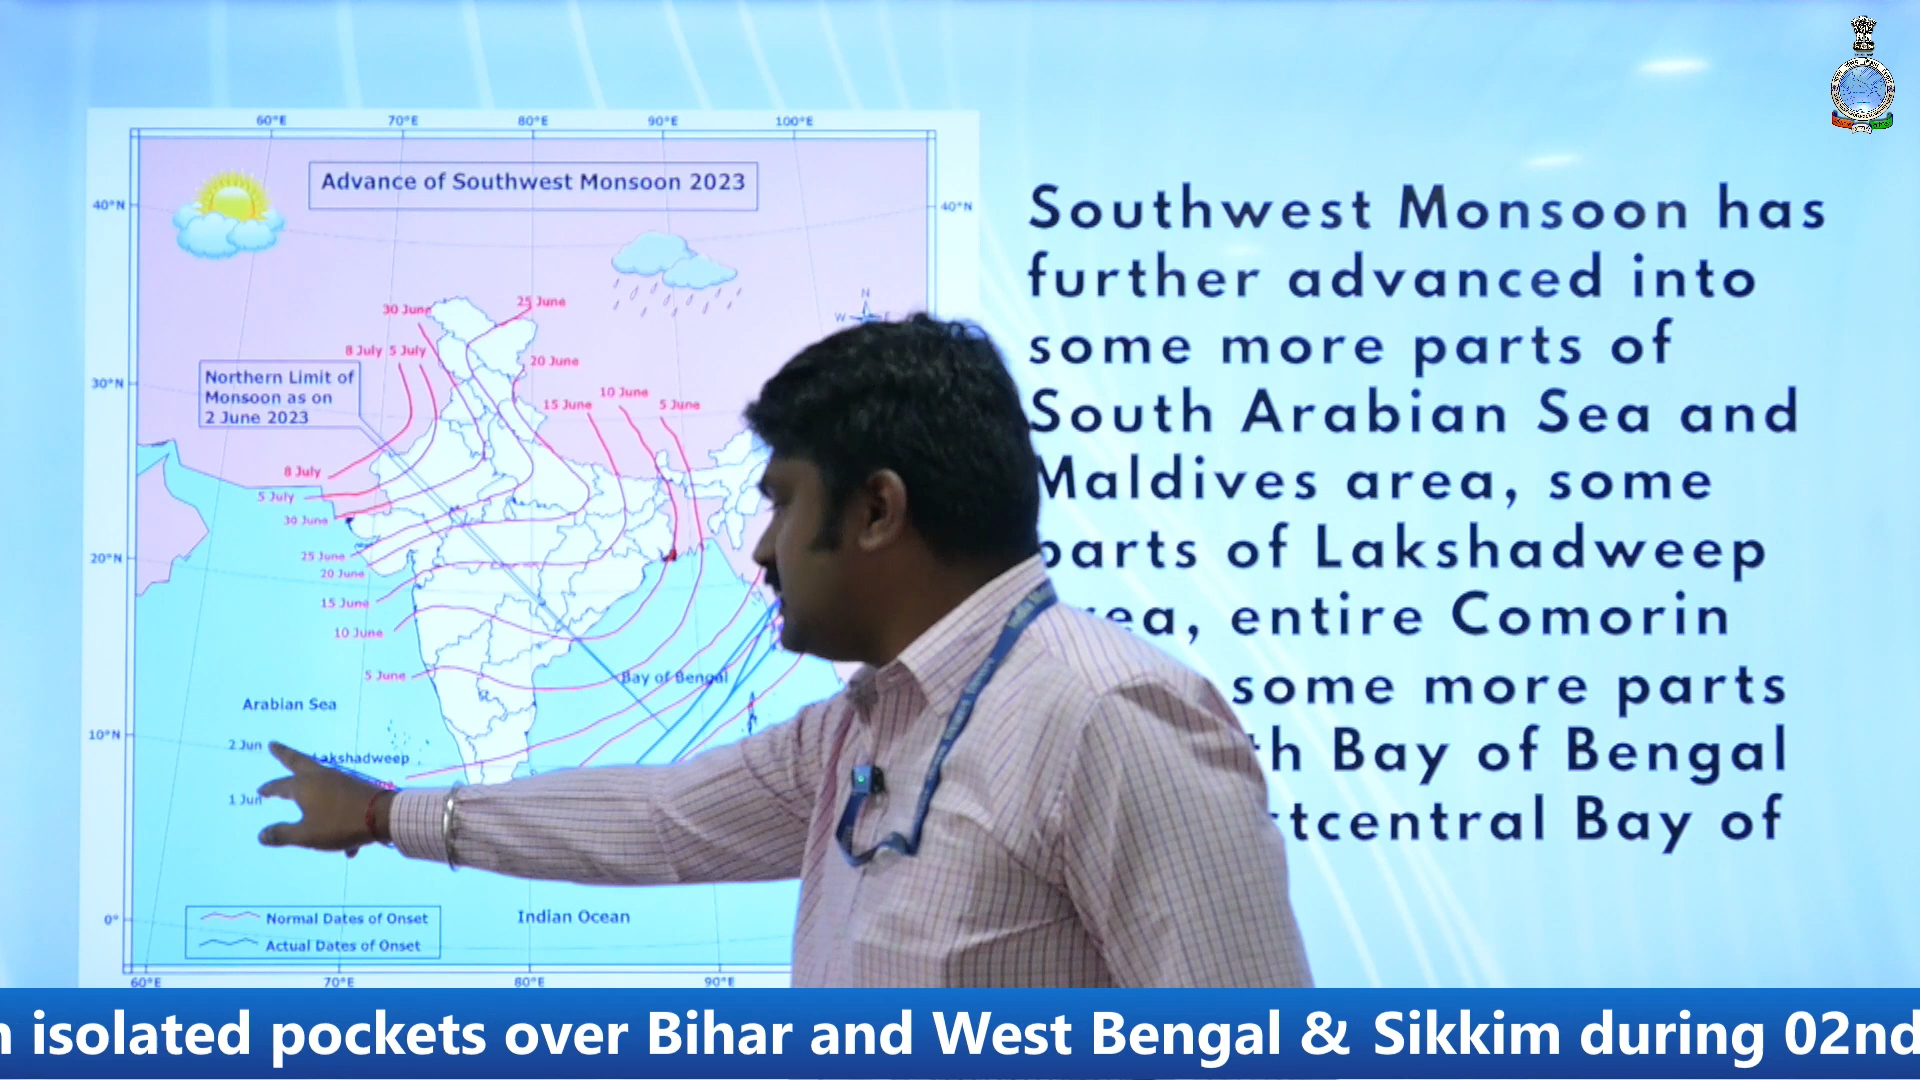 60°E 70°E 80°E 90°E 100°E
Advance of Southwest Monsoon 2023
40°N
40°N
N
W E
30 June
25 June
8 July 5 July
20 June
Northern Limit of
Monsoon as on
2 June 2023
30°N
15 June
10 June
5 June
8 July
5 July
30 June
25 June
20°N
20 June
15 June
10 June
5 June
Bay of Bengal
Arabian Sea
10°N
2 Jun
Lakshadweep
1 Jun
0°
Normal Dates of Onset
Actual Dates of Onset
Indian Ocean
60°E 70°E 80°E 90°E
Southwest Monsoon has
further advanced into
some more parts of
South Arabian Sea and
Maldives area, some
parts of Lakshadweep
entire Comorin
some more parts
Bay of Bengal
Bay of
isolated pockets over Bihar and West Bengal & Sikkim during 02nd